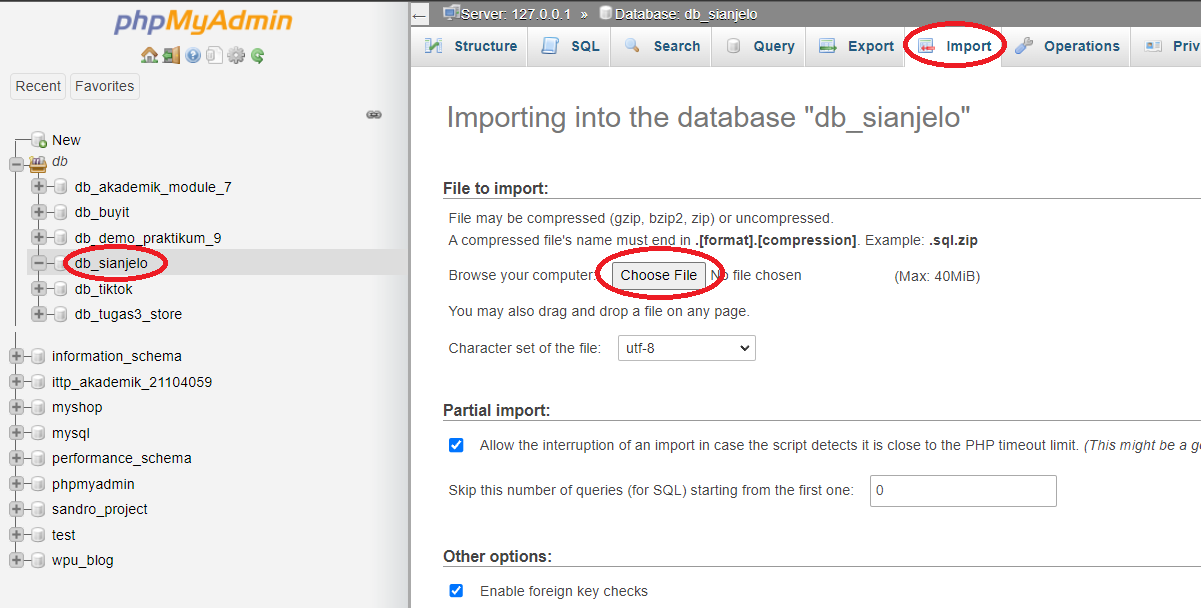 phpMyAdmin
Recent Favorites
New
db
db_akademik_module_7
db_buyit
db_demo_praktikum_9
db_sianjelo
db_tiktok
db_tugas3_store
information_schema
ittp_akademik_21104059
myshop
mysql
performance_schema
phpmyadmin
sandro_project
test
wpu_blog
Server: 127.0.0.1 » Database: db_sianjelo
Structure SQL Search Query Export Import Operations Priv
Importing into the database "db_sianjelo"
File to import:
File may be compressed (gzip, bzip2, zip) or uncompressed.
A compressed file's name must end in .[format].[compression]. Example: .sql.zip
Browse your computer: Choose File No file chosen (Max: 40MiB)
You may also drag and drop a file on any page.
Character set of the file: utf-8
Partial import:
Allow the interruption of an import in case the script detects it is close to the PHP timeout limit. (This might be a g
Skip this number of queries (for SQL) starting from the first one: 0
Other options:
Enable foreign key checks